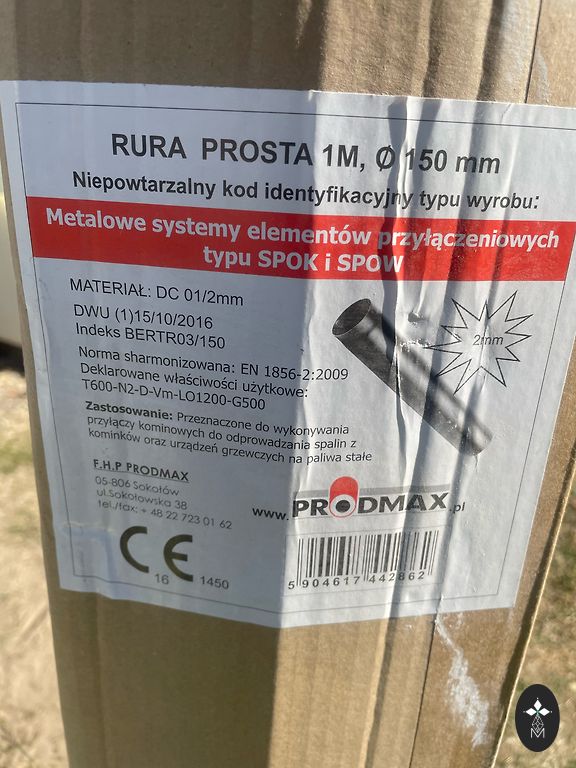 RURA PROSTA 1M, Ø 150 mm
Niepowtarzalny kod identyfikacyjny typu wyrobu:
Metalowe systemy elementów przyłączeniowych
typu SPOK i SPOW
MATERIAŁ: DC 01/2mm
DWU (1)15/10/2016
Indeks BERTR03/150
2mm
Norma sharmonizowana: EN 1856-2:2009
Deklarowane właściwości użytkowe:
T600-N2-D-Vm-LO1200-G500
Zastosowanie: Przeznaczone do wykonywania
przyłączy kominowych do odprowadzania spalin z
kominków oraz urządzeń grzewczych na paliwa stałe
F.H.P PRODMAX
05-806 Sokołów
ul.Sokołowska 38
tel./fax: + 48 22 723 01 62
www.PRODMAX.pl
CE
16 1450
5 904617 442862
M